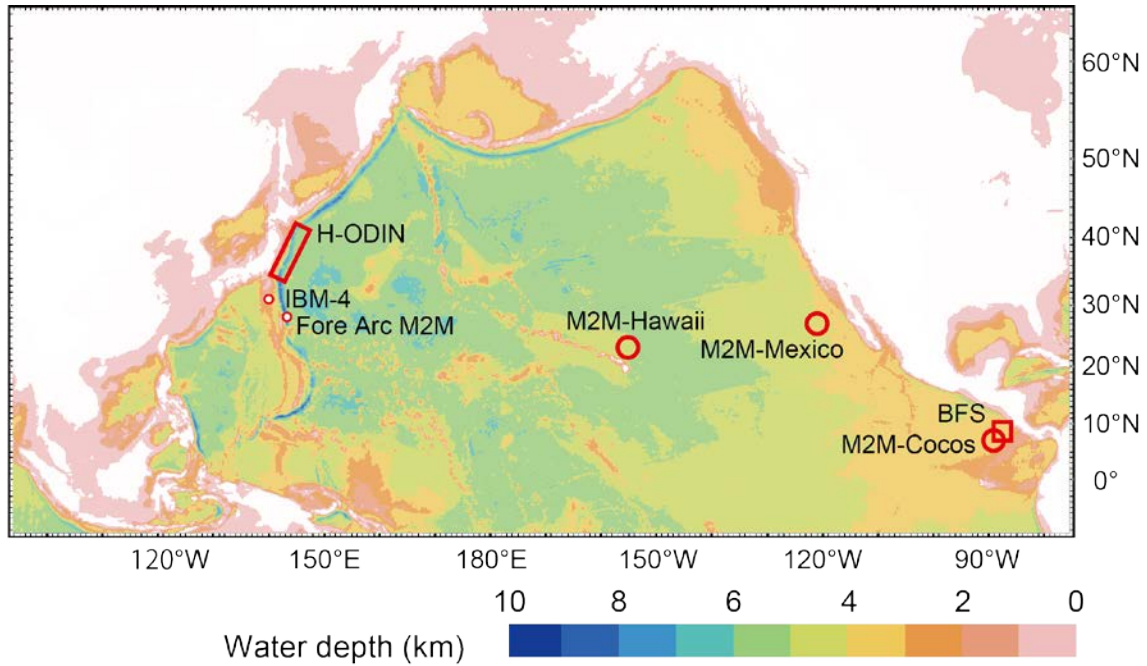 60°N
50°N
H-ODIN
40°N
IBM-4
30°N
Fore Arc M2M
M2M-Hawaii
M2M-Mexico
20°N
BFS
10°N
M2M-Cocos
0°
120°W 150°E 180°E 150°W 120°W 90°W
10 8 6 4 2 0
Water depth (km)